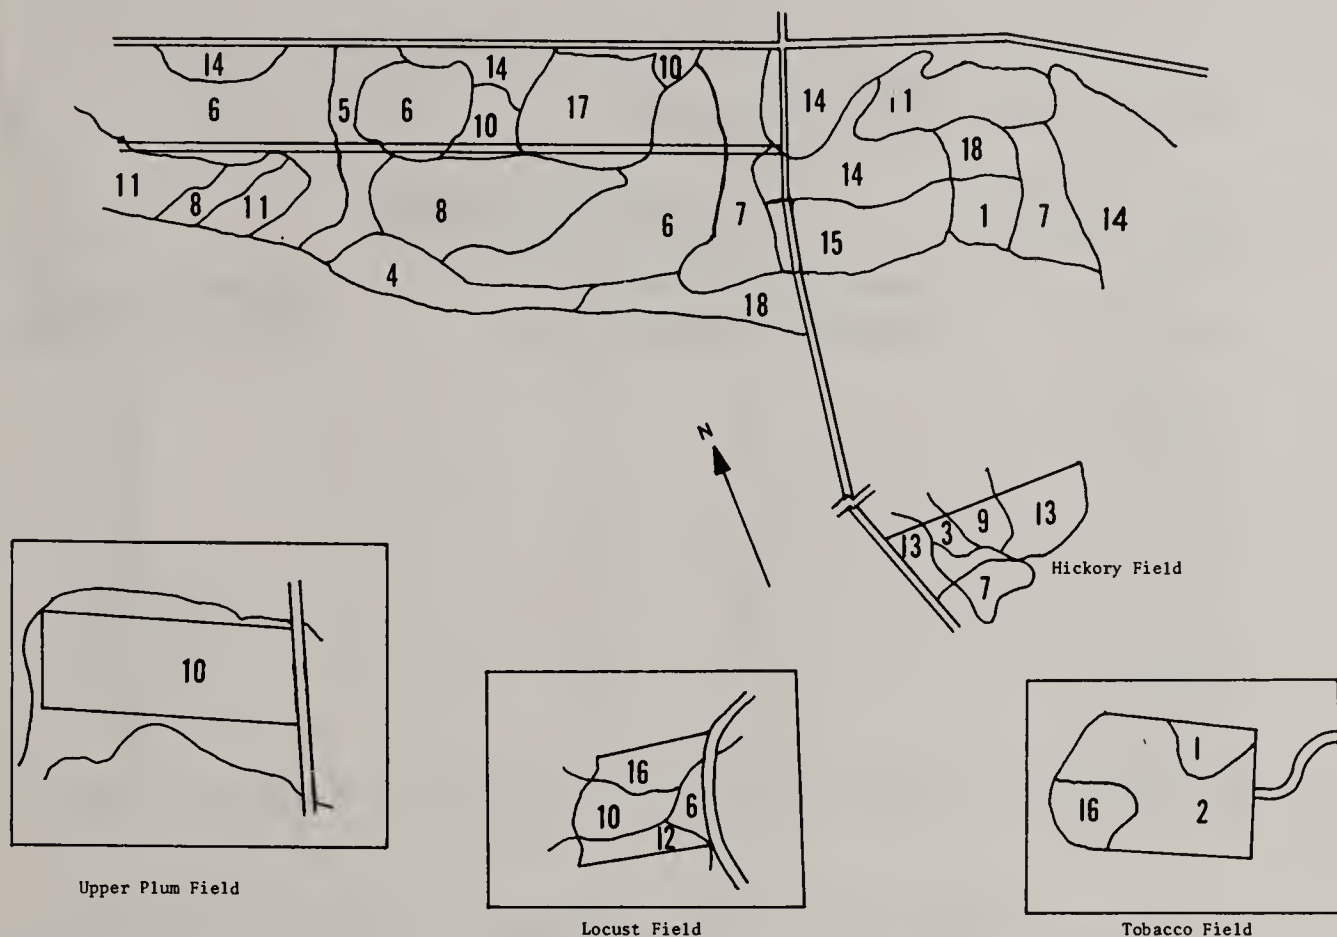 14 14 10
6 5 6 10 17 14 11
18
11 8 11 8 6 7 14 1 7 14
15
4
18
N
13 3 9 13
7
Hickory Field
10
Upper Plum Field
16
10 6
12
Locust Field
1
16 2
Tobacco Field